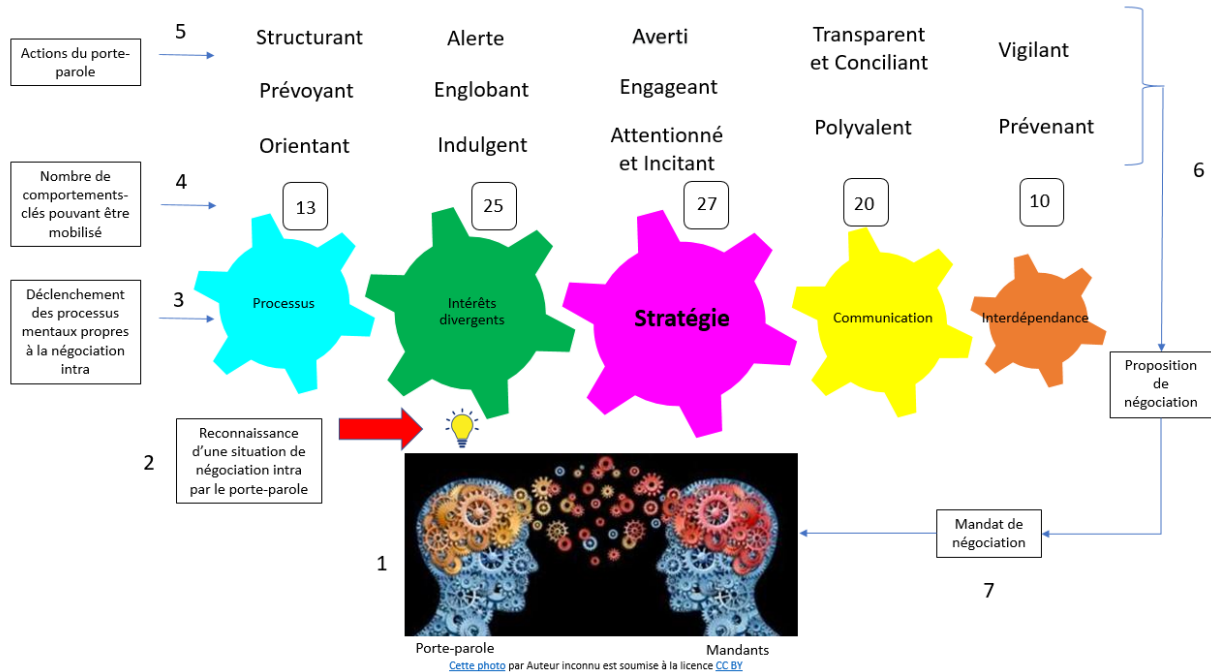 5
Actions du porte-
parole
Structurant
Alerte
Averti
Transparent
et Conciliant
Vigilant
Prévoyant
Englobant
Engageant
Orientant
Indulgent
Attentionné
et Incitant
Polyvalent
Prévenant
4
Nombre de
comportements-
clés pouvant être
mobilisé
13
25
27
20
10
6
3
Déclenchement
des processus
mentaux propres
à la négociation
intra
Processus
Intérêts
divergents
Stratégie
Communication
Interdépendance
Proposition
de
négociation
2
Reconnaissance
d’une situation de
négociation intra
par le porte-parole
1
Mandat de
négociation
7
Porte-parole
Mandants
Cette photo par Auteur inconnu est soumise à la licence CC BY